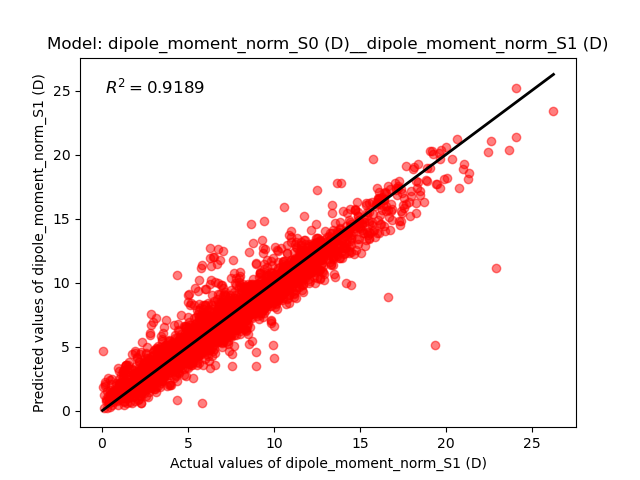 Model: dipole_moment_norm_S0 (D)__dipole_moment_norm_S1 (D)
R² = 0.9189
Predicted values of dipole_moment_norm_S1 (D)
25
20
15
10
5
0
0 5 10 15 20 25
Actual values of dipole_moment_norm_S1 (D)